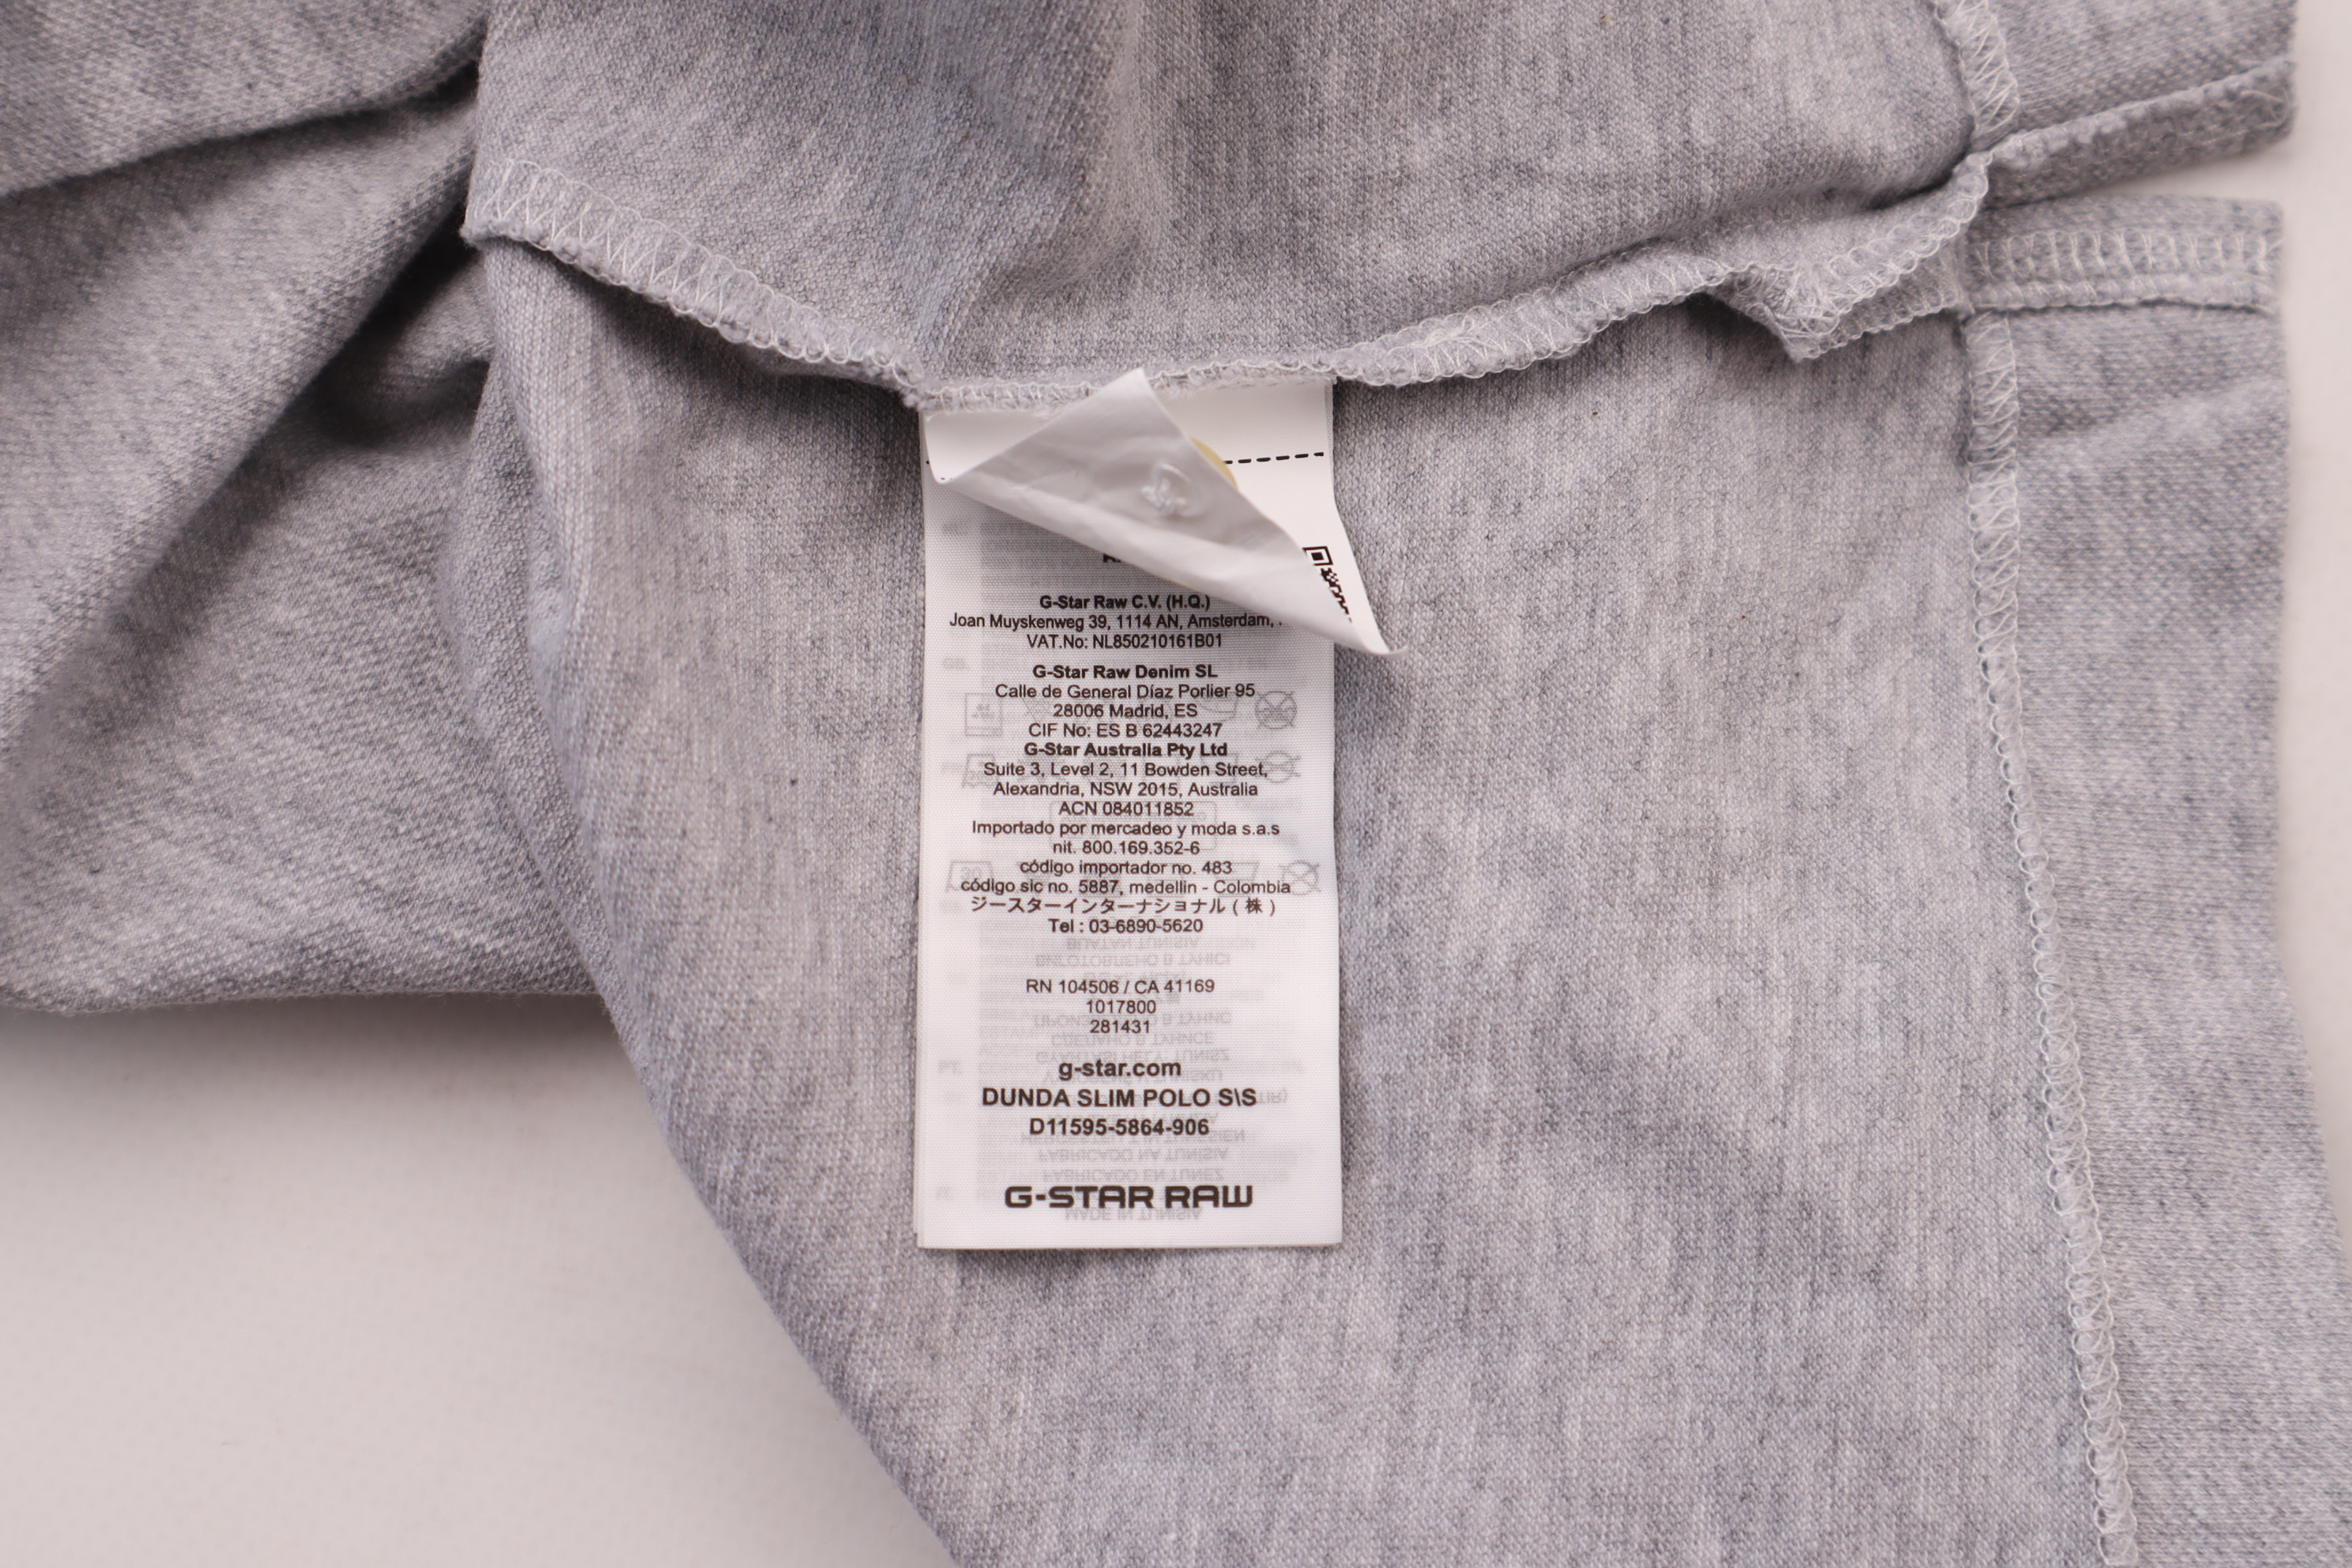 G-Star Raw C.V. (H.Q.)
Joan Muyskenweg 39, 1114 AN, Amsterdam,
VAT.No: NL850210161B01
G-Star Raw Denim SL
Calle de General Díaz Porlier 95
28006 Madrid, ES
CIF No: ES B 62443247
G-Star Australia Pty Ltd
Suite 3, Level 2, 11 Bowden Street,
Alexandria, NSW 2015, Australia
ACN 084011852
Importado por mercadeo y moda s.a.s
nit. 800.169.352-6
código importador no. 483
código sic no. 5887, medellin - Colombia
ジースターインターナショナル ( 株 )
Tel : 03-6890-5620
RN 104506 / CA 41169
1017800
281431
g-star.com
DUNDA SLIM POLO S\S
D11595-5864-906
G-STAR RAW